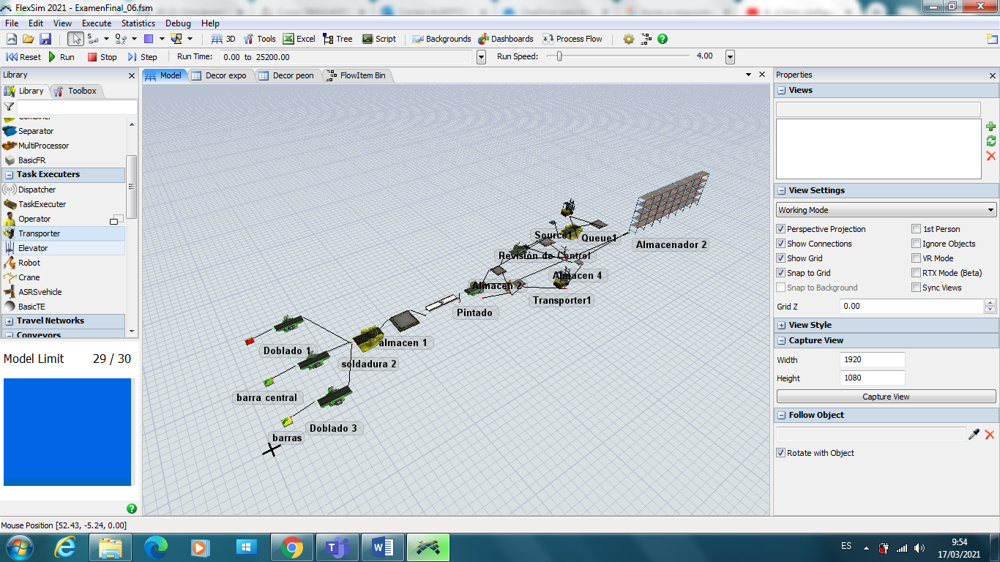 FlexSim 2021 - ExamenFinal_06.fsm
File Edit View Execute Statistics Debug Help
3D Tools Excel Tree Script Backgrounds Dashboards Process Flow
Reset Run Stop Step Run Time: 0.00 to 25200.00 Run Speed: 4.00
Library
Library Toolbox
Combiner
Separator
MultiProcessor
BasicFR
Task Executers
Dispatcher
TaskExecuter
Operator
Transporter
Elevator
Robot
Crane
ASRSvehicle
BasicTE
Travel Networks
Conveyors
Model Limit 29 / 30
Model Decor expo Decor peon FlowItem Bin
Source1
Queue1
Almacenador 2
Revisión de Control
Almacen 4
Almacen 2
Transporter1
Pintado
almacen 1
Doblado 1
soldadura 2
barra central
Doblado 3
barras
Properties
Views
View Settings
Working Mode
Perspective Projection 1st Person
Show Connections Ignore Objects
Show Grid VR Mode
Snap to Grid RTX Mode (Beta)
Snap to Background Sync Views
Grid Z 0.00
View Style
Capture View
Width 1920
Height 1080
Capture View
Follow Object
Rotate with Object
Mouse Position [52.43, -5.24, 0.00]
ES
9:54
17/03/2021